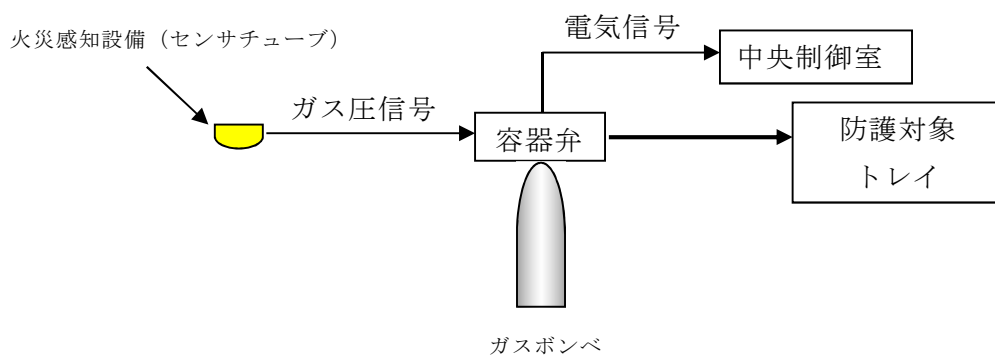 火災感知設備（センサチューブ）
電気信号
中央制御室
ガス圧信号
容器弁
防護対象
トレイ
ガスボンベ